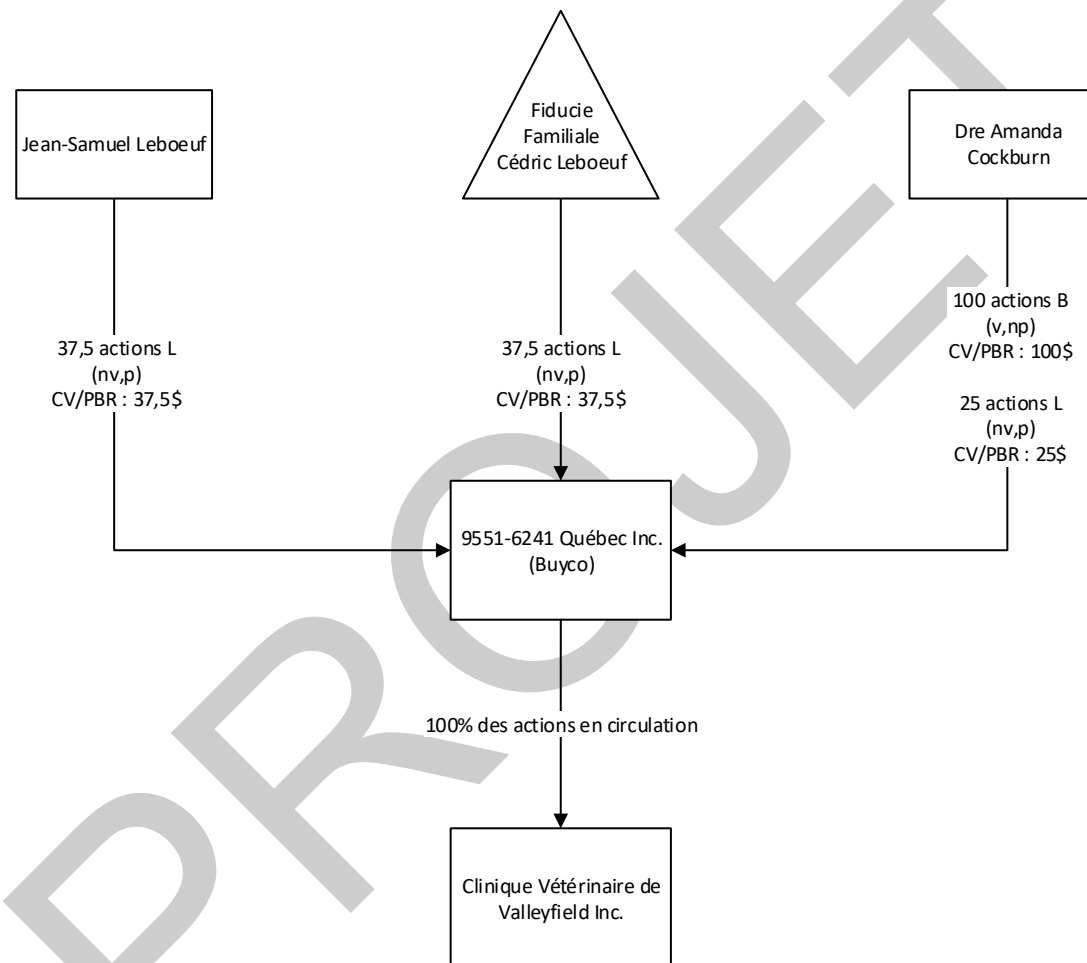 Jean-Samuel Leboeuf
Fiducie
Familiale
Cédric Leboeuf
Dre Amanda
Cockburn
37,5 actions L
(nv,p)
CV/PBR : 37,5$
37,5 actions L
(nv,p)
CV/PBR : 37,5$
100 actions B
(v,np)
CV/PBR : 100$
25 actions L
(nv,p)
CV/PBR : 25$
9551-6241 Québec Inc.
(Buyco)
100% des actions en circulation
Clinique Vétérinaire de
Valleyfield Inc.
PROJET